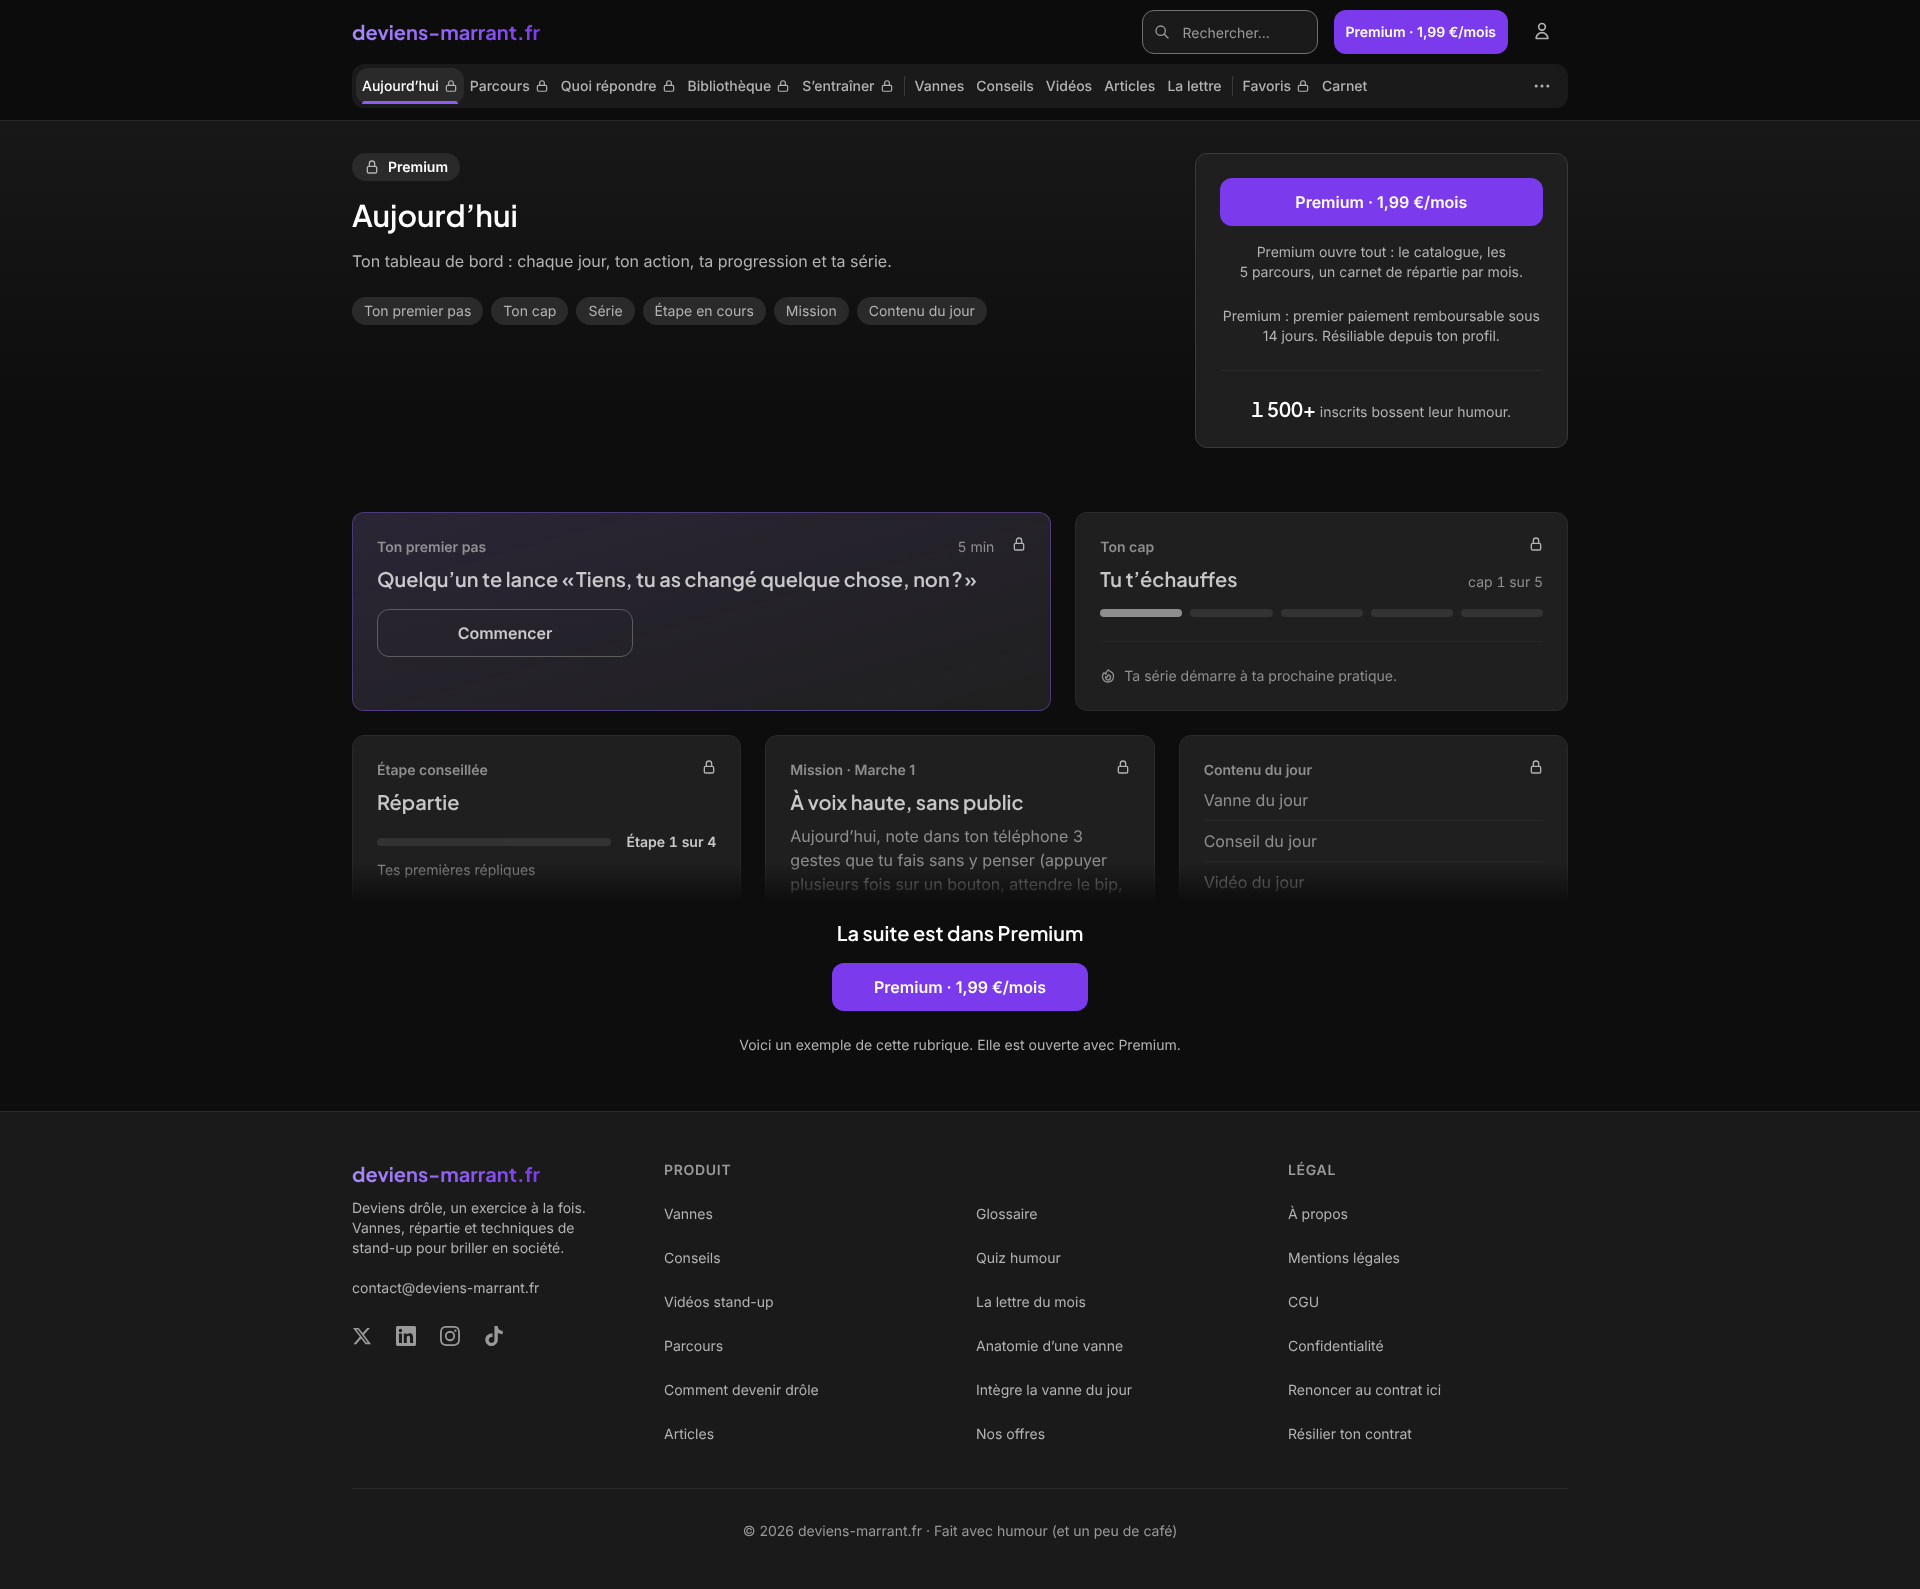 deviens-marrant.fr
Rechercher...
Premium · 1,99 €/mois
Aujourd’hui
Parcours
Quoi répondre
Bibliothèque
S’entraîner
Vannes
Conseils
Vidéos
Articles
La lettre
Favoris
Carnet
Premium
Aujourd’hui
Ton tableau de bord : chaque jour, ton action, ta progression et ta série.
Ton premier pas
Ton cap
Série
Étape en cours
Mission
Contenu du jour
Premium · 1,99 €/mois
Premium ouvre tout : le catalogue, les
5 parcours, un carnet de répartie par mois.
Premium : premier paiement remboursable sous
14 jours. Résiliable depuis ton profil.
1 500+ inscrits bossent leur humour.
Ton premier pas
5 min
Quelqu’un te lance « Tiens, tu as changé quelque chose, non ? »
Commencer
Ton cap
Tu t’échauffes
cap 1 sur 5
Ta série démarre à ta prochaine pratique.
Étape conseillée
Répartie
Étape 1 sur 4
Tes premières répliques
Mission · Marche 1
À voix haute, sans public
Aujourd’hui, note dans ton téléphone 3
gestes que tu fais sans y penser (appuyer
plusieurs fois sur un bouton, attendre le bip,
Contenu du jour
Vanne du jour
Conseil du jour
Vidéo du jour
La suite est dans Premium
Premium · 1,99 €/mois
Voici un exemple de cette rubrique. Elle est ouverte avec Premium.
deviens-marrant.fr
Deviens drôle, un exercice à la fois.
Vannes, répartie et techniques de
stand-up pour briller en société.
contact@deviens-marrant.fr
PRODUIT
Vannes
Conseils
Vidéos stand-up
Parcours
Comment devenir drôle
Articles
Glossaire
Quiz humour
La lettre du mois
Anatomie d’une vanne
Intègre la vanne du jour
Nos offres
LÉGAL
À propos
Mentions légales
CGU
Confidentialité
Renoncer au contrat ici
Résilier ton contrat
© 2026 deviens-marrant.fr · Fait avec humour (et un peu de café)